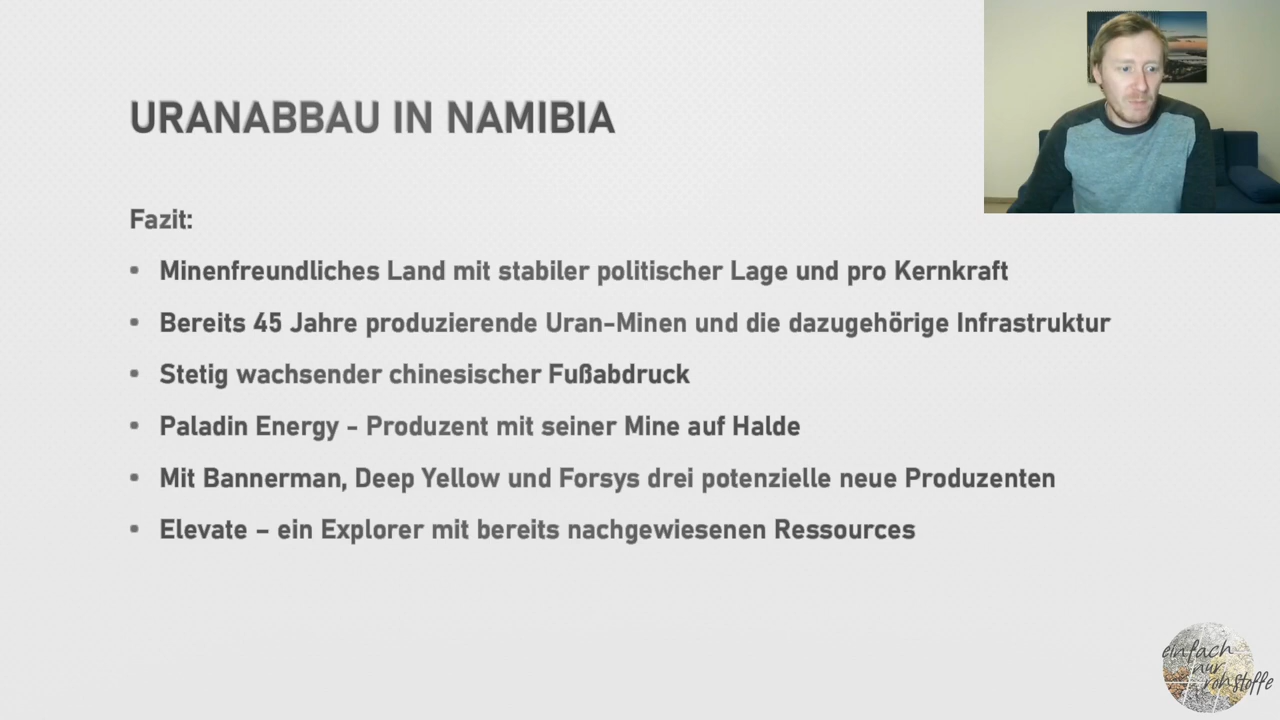 URANABBAU IN NAMIBIA
Fazit:
• Minenfreundliches Land mit stabiler politischer Lage und pro Kernkraft
• Bereits 45 Jahre produzierende Uran-Minen und die dazugehörige Infrastruktur
• Stetig wachsender chinesischer Fußabdruck
• Paladin Energy - Produzent mit seiner Mine auf Halde
• Mit Bannerman, Deep Yellow und Forsys drei potenzielle neue Produzenten
• Elevate – ein Explorer mit bereits nachgewiesenen Ressources
einfach
nur
rohstoffe